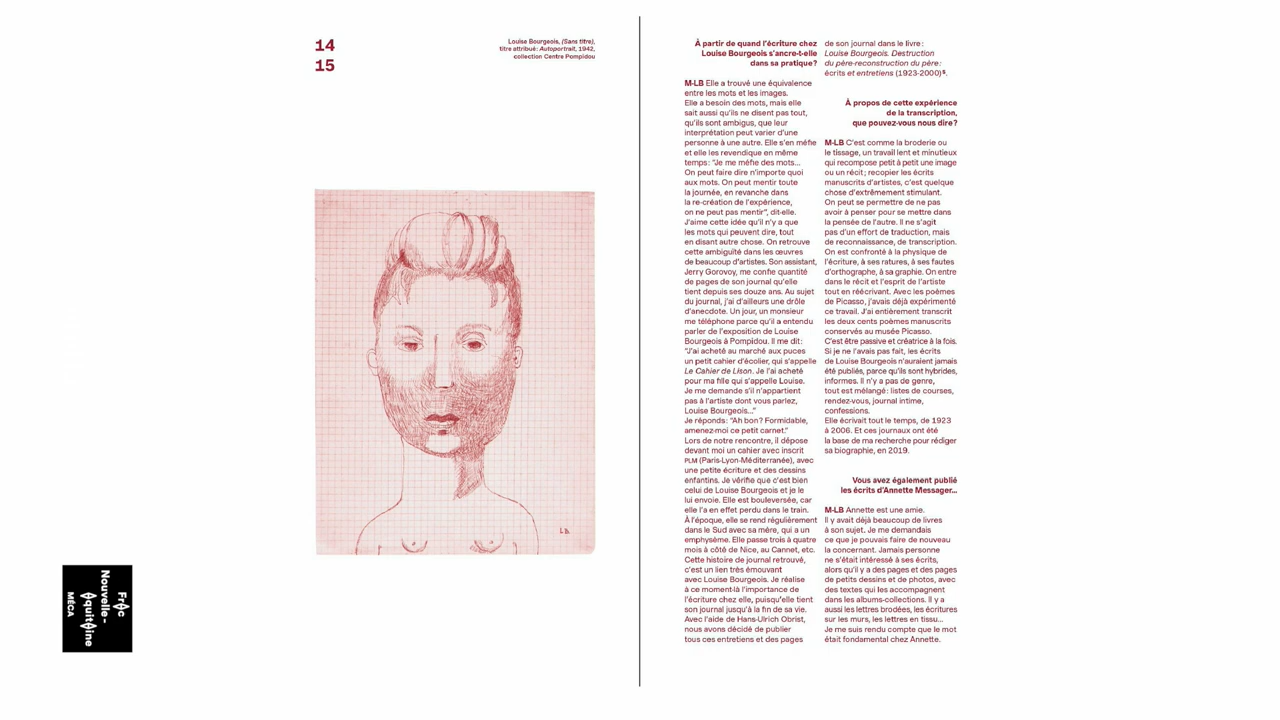 14
15
Louise Bourgeois, (Sans titre),
titre attribué : Autoportrait, 1942,
collection Centre Pompidou
LB
Frac
Nouvelle-
Aquitaine
MÉCA
À partir de quand l'écriture chez
Louise Bourgeois s'ancre-t-elle
dans sa pratique ?
M-LB Elle a trouvé une équivalence
entre les mots et les images.
Elle a besoin des mots, mais elle
sait aussi qu'ils ne disent pas tout,
qu'ils sont ambigus, que leur
interprétation peut varier d'une
personne à une autre. Elle s'en méfie
et elle les revendique en même
temps : "Je me méfie des mots...
On peut faire dire n'importe quoi
aux mots. On peut mentir toute
la journée, en revanche dans
la re-création de l'expérience,
on ne peut pas mentir", dit-elle.
J'aime cette idée qu'il n'y a que
les mots qui peuvent dire, tout
en disant autre chose. On retrouve
cette ambiguïté dans les œuvres
de beaucoup d'artistes. Son assistant,
Jerry Gorovoy, me confie quantité
de pages de son journal qu'elle
tient depuis ses douze ans. Au sujet
du journal, j'ai d'ailleurs une drôle
d'anecdote. Un jour, un monsieur
me téléphone parce qu'il a entendu
parler de l'exposition de Louise
Bourgeois à Pompidou. Il me dit :
"J'ai acheté au marché aux puces
un petit cahier d'écolier, qui s'appelle
Le Cahier de Lison. Je l'ai acheté
pour ma fille qui s'appelle Louise.
Je me demande s'il n'appartient
pas à l'artiste dont vous parlez,
Louise Bourgeois..."
Je réponds : "Ah bon ? Formidable,
amenez-moi ce petit carnet."
Lors de notre rencontre, il dépose
devant moi un cahier avec inscrit
PLM (Paris-Lyon-Méditerranée), avec
une petite écriture et des dessins
enfantins. Je vérifie que c'est bien
celui de Louise Bourgeois et je le
lui envoie. Elle est bouleversée, car
elle l'a en effet perdu dans le train.
À l'époque, elle se rend régulièrement
dans le Sud avec sa mère, qui a un
emphysème. Elle passe trois à quatre
mois à côté de Nice, au Cannet, etc.
Cette histoire de journal retrouvé,
c'est un lien très émouvant
avec Louise Bourgeois. Je réalise
à ce moment-là l'importance de
l'écriture chez elle, puisqu'elle tient
son journal jusqu'à la fin de sa vie.
Avec l'aide de Hans-Ulrich Obrist,
nous avons décidé de publier
tous ces entretiens et des pages
de son journal dans le livre :
Louise Bourgeois. Destruction
du père-reconstruction du père :
écrits et entretiens (1923-2000)⁶.
À propos de cette expérience
de la transcription,
que pouvez-vous nous dire ?
M-LB C'est comme la broderie ou
le tissage, un travail lent et minutieux
qui recompose petit à petit une image
ou un récit ; recopier les écrits
manuscrits d'artistes, c'est quelque
chose d'extrêmement stimulant.
On peut se permettre de ne pas
avoir à penser pour se mettre dans
la pensée de l'autre. Il ne s'agit
pas d'un effort de traduction, mais
de reconnaissance, de transcription.
On est confronté à la physique de
l'écriture, à ses ratures, à ses fautes
d'orthographe, à sa graphie. On entre
dans le récit et l'esprit de l'artiste
tout en réécrivant. Avec les poèmes
de Picasso, j'avais déjà expérimenté
ce travail. J'ai entièrement transcrit
les deux cents poèmes manuscrits
conservés au musée Picasso.
C'est être passive et créatrice à la fois.
Si je ne l'avais pas fait, les écrits
de Louise Bourgeois n'auraient jamais
été publiés, parce qu'ils sont hybrides,
informes. Il n'y a pas de genre,
tout est mélangé : listes de courses,
rendez-vous, journal intime,
confessions.
Elle écrivait tout le temps, de 1923
à 2006. Et ces journaux ont été
la base de ma recherche pour rédiger
sa biographie, en 2019.
Vous avez également publié
les écrits d'Annette Messager...
M-LB Annette est une amie.
Il y avait déjà beaucoup de livres
à son sujet. Je me demandais
ce que je pouvais faire de nouveau
la concernant. Jamais personne
ne s'était intéressé à ses écrits,
alors qu'il y a des pages et des pages
de petits dessins et de photos, avec
des textes qui les accompagnent
dans les albums-collections. Il y a
aussi les lettres brodées, les écritures
sur les murs, les lettres en tissu...
Je me suis rendu compte que le mot
était fondamental chez Annette.